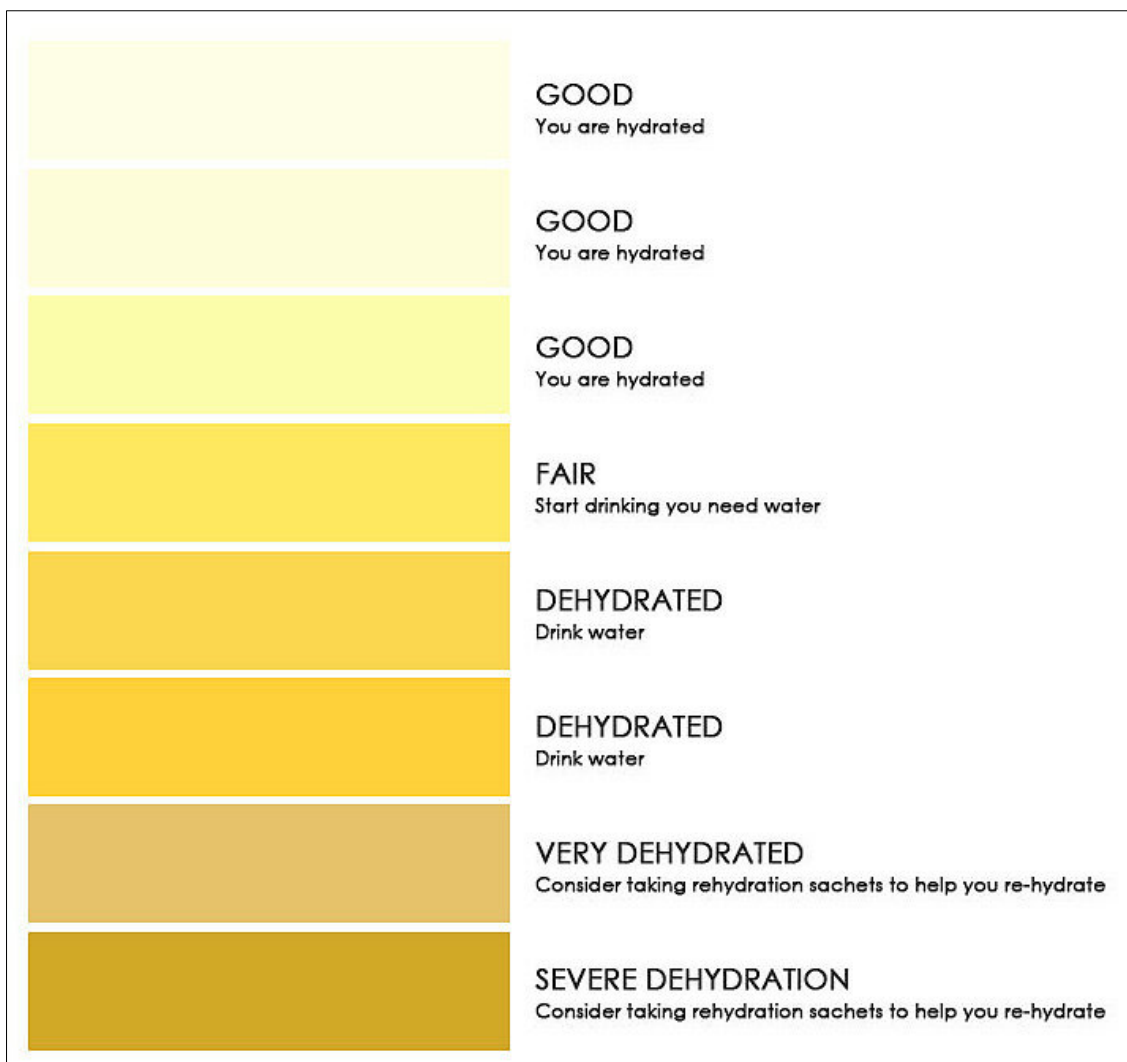 GOOD
You are hydrated
GOOD
You are hydrated
GOOD
You are hydrated
FAIR
Start drinking you need water
DEHYDRATED
Drink water
DEHYDRATED
Drink water
VERY DEHYDRATED
Consider taking rehydration sachets to help you re-hydrate
SEVERE DEHYDRATION
Consider taking rehydration sachets to help you re-hydrate